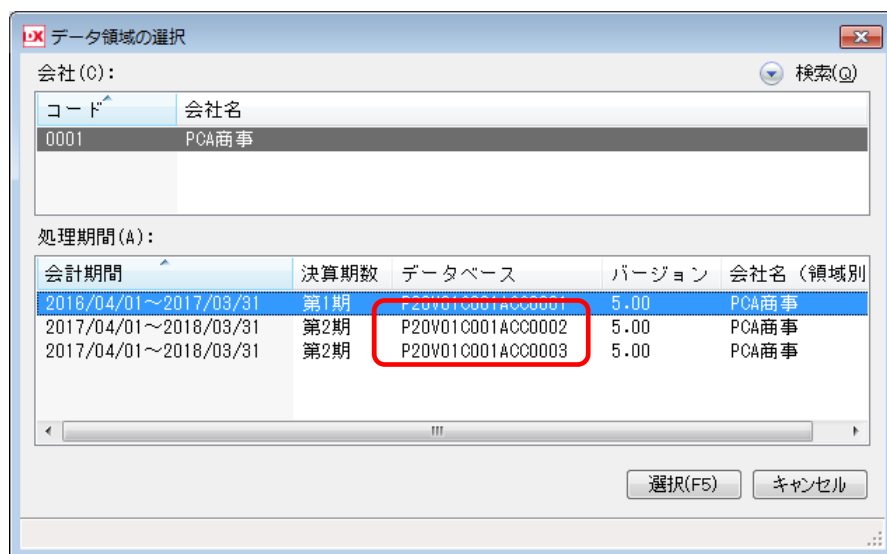 DX データ領域の選択
会社(C): 検索(Q)
コード 会社名
0001 PCA商事
処理期間(A):
会計期間 決算期数 データベース バージョン 会社名 (領域別
2016/04/01～2017/03/31 第1期 P20V01C001ACC0001 5.00 PCA商事
2017/04/01～2018/03/31 第2期 P20V01C001ACC0002 5.00 PCA商事
2017/04/01～2018/03/31 第2期 P20V01C001ACC0003 5.00 PCA商事
選択(F5) キャンセル